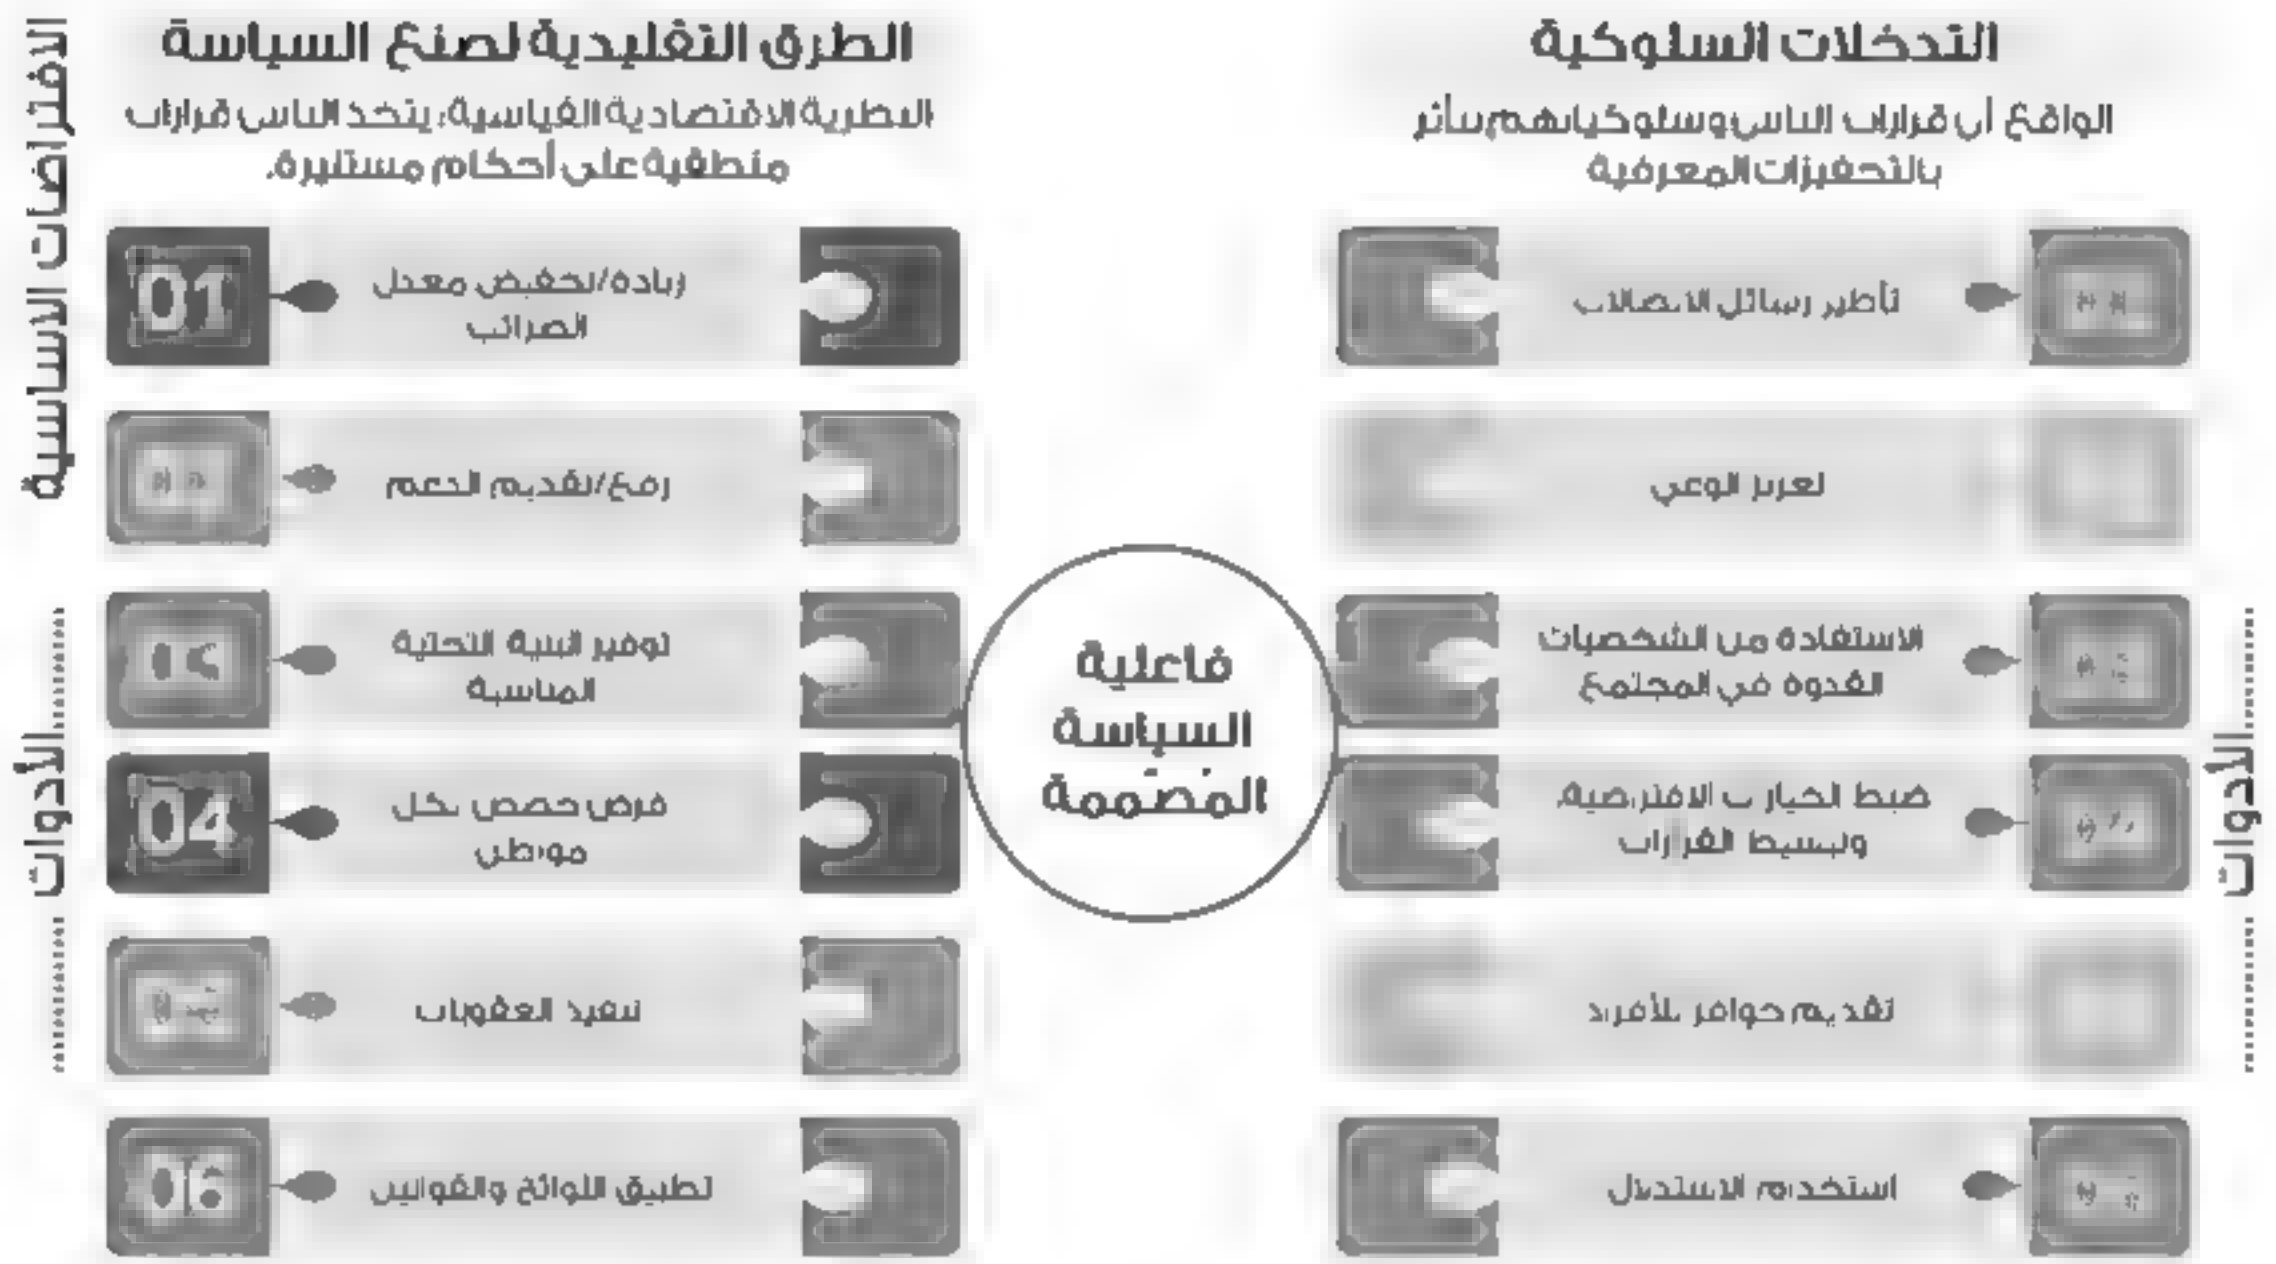 التدخلات السلوكية
الواقع أن قرارات الناس وسلوكياتهم تتأثر
بالتحفيزات المعرفية
تأطير رسائل الاتصالات
تعزيز الوعي
الاستفادة من الشخصيات
القدوة في المجتمع
ضبط الخيارات الافتراضية،
وتبسيط القرارات
تقديم حوافز للأفراد
استخدام الاستدلال
الأدوات
فاعلية
السياسة
المُصمّمة
الطرق التقليدية لصنع السياسة
النظرية الاقتصادية القياسية: يتخذ الناس قرارات
منطقية على أحكام مستنيرة.
01
زيادة/تخفيض معدل
الضرائب
رفع/تقديم الدعم
توفير البنية التحتية
المناسبة
04
فرض حصص لكل
مواطن
تنفيذ العقوبات
06
تطبيق اللوائح والقوانين
الافتراضات الأساسية
الأدوات